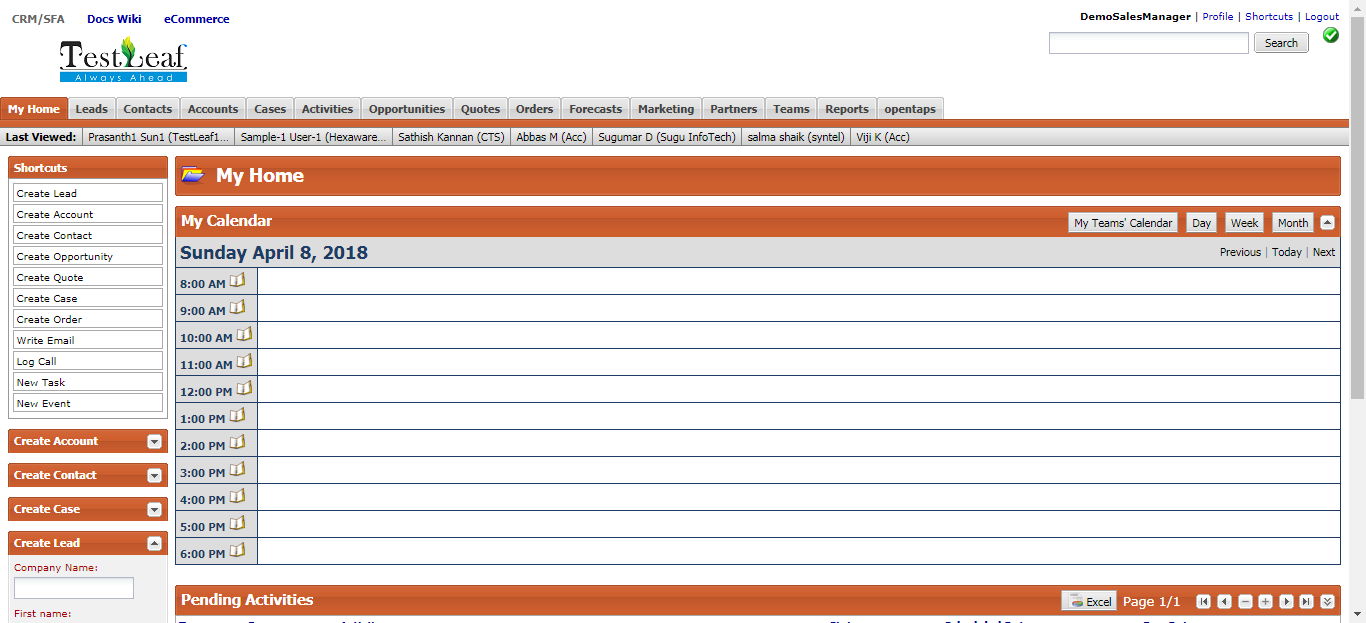 CRM/SFA Docs Wiki eCommerce
DemoSalesManager | Profile | Shortcuts | Logout
Search
TestLeaf
Always Ahead
My Home Leads Contacts Accounts Cases Activities Opportunities Quotes Orders Forecasts Marketing Partners Teams Reports opentaps
Last Viewed: Prasanth1 Sun1 (TestLeaf1... Sample-1 User-1 (Hexaware... Sathish Kannan (CTS) Abbas M (Acc) Sugumar D (Sugu InfoTech) salma shaik (syntel) Viji K (Acc)
Shortcuts
Create Lead
Create Account
Create Contact
Create Opportunity
Create Quote
Create Case
Create Order
Write Email
Log Call
New Task
New Event
Create Account
Create Contact
Create Case
Create Lead
Company Name:
First name:
My Home
My Calendar My Teams' Calendar Day Week Month
Sunday April 8, 2018 Previous | Today | Next
8:00 AM
9:00 AM
10:00 AM
11:00 AM
12:00 PM
1:00 PM
2:00 PM
3:00 PM
4:00 PM
5:00 PM
6:00 PM
Pending Activities Excel Page 1/1